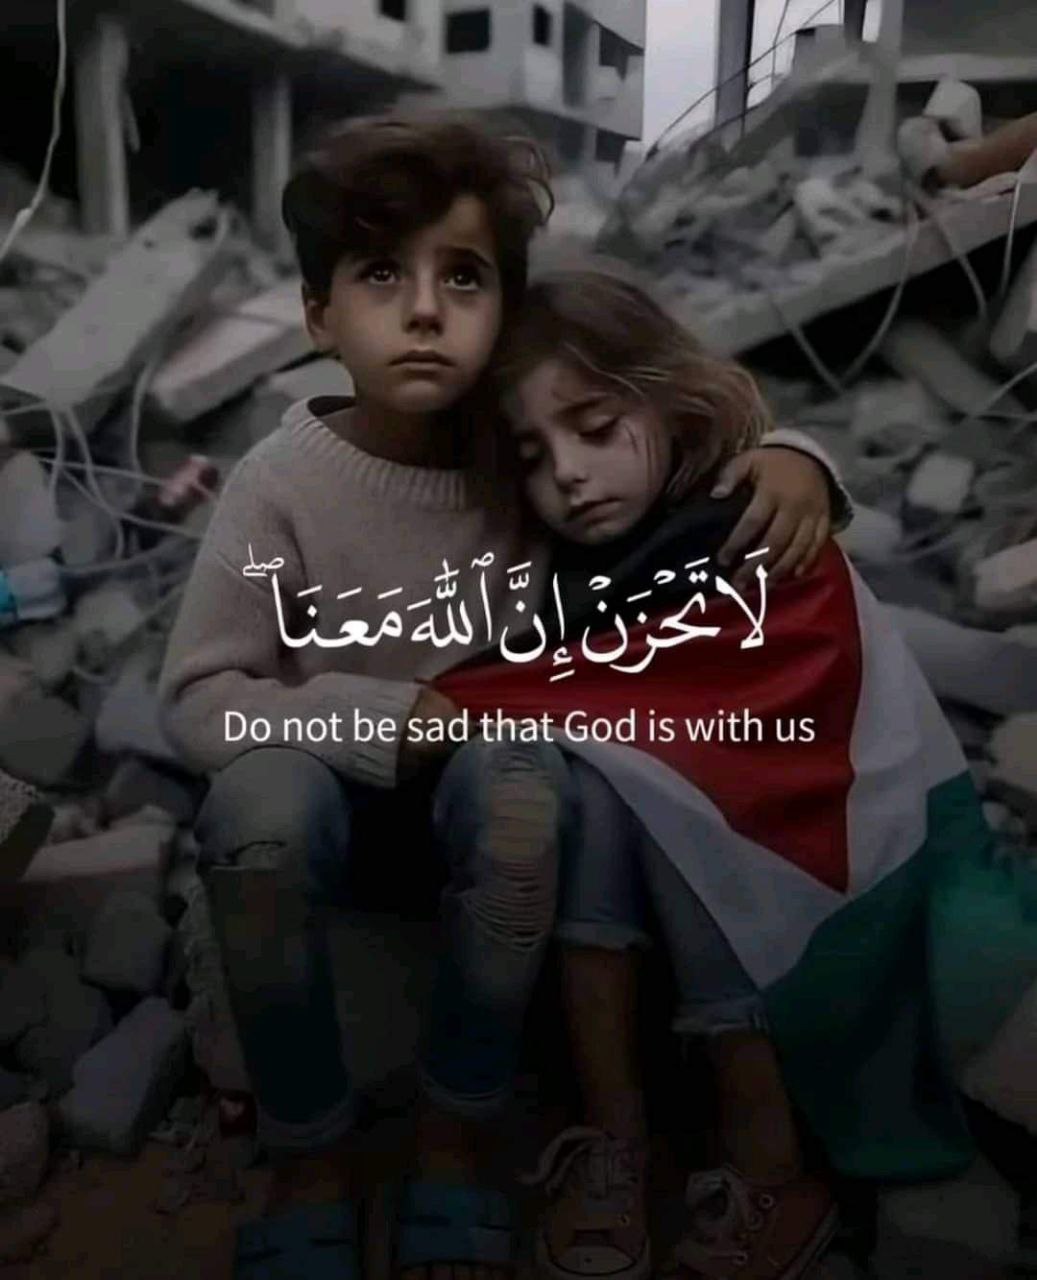 لَا تَحْزَنْ إِنَّ ٱللَّهَ مَعَنَا ۖ
Do not be sad that God is with us